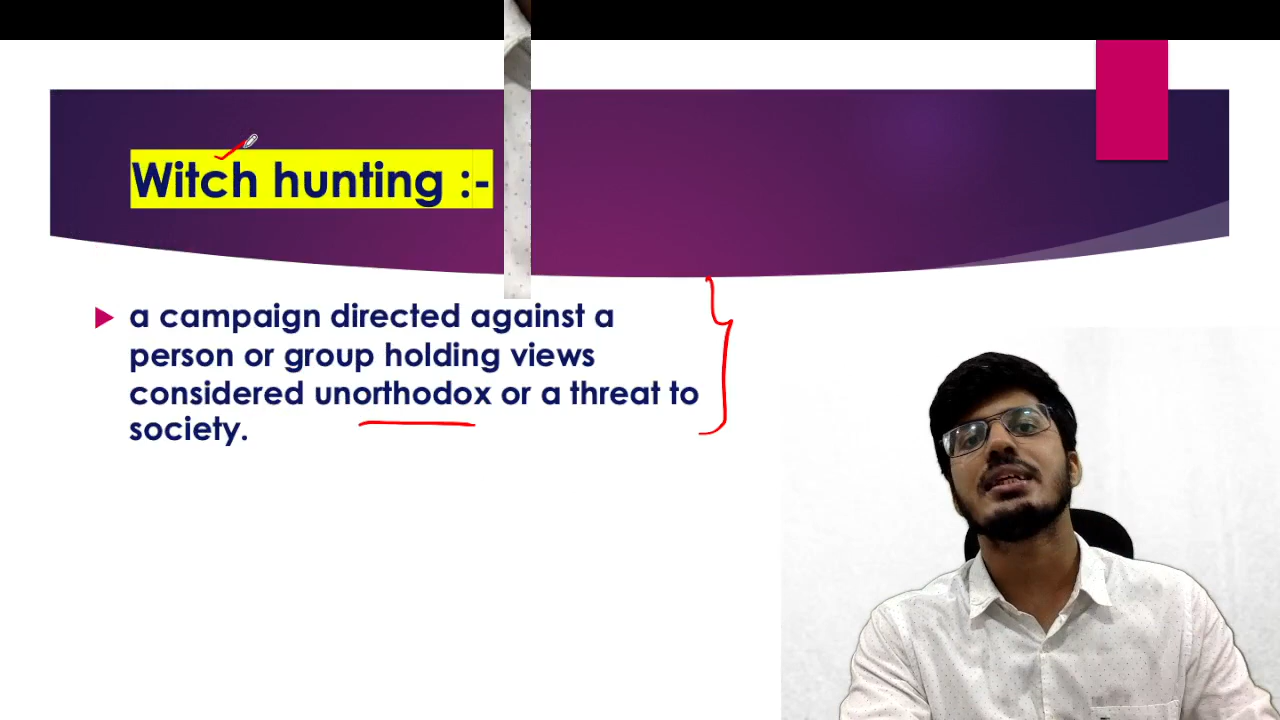 Witch hunting :-
a campaign directed against a
person or group holding views
considered unorthodox or a threat to
society.